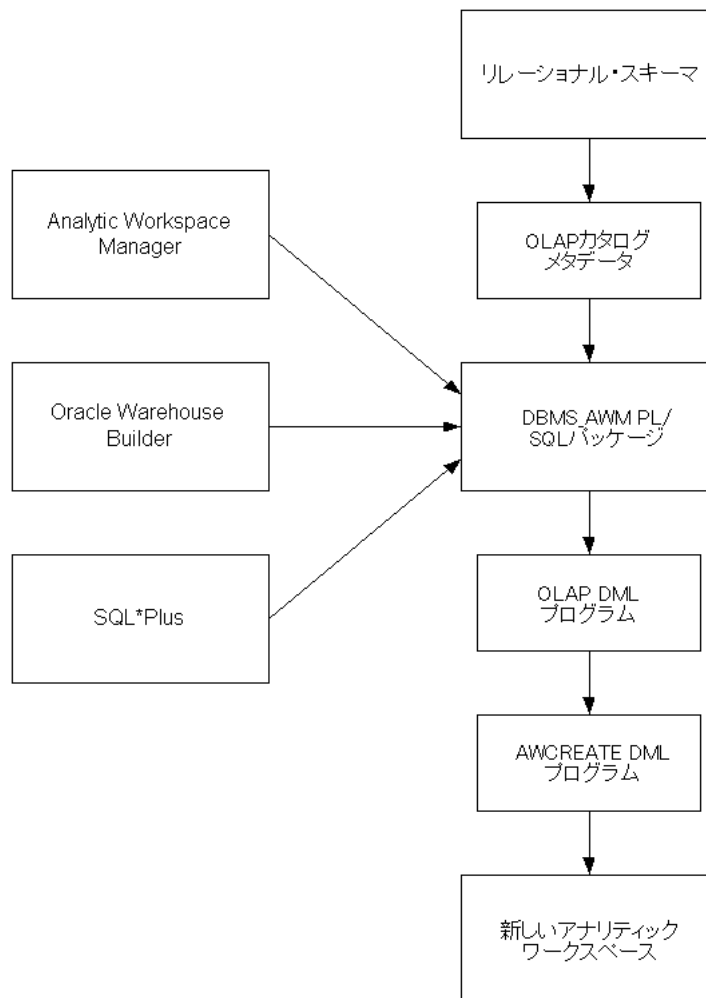 リレーショナル・スキーマ
Analytic Workspace
Manager
OLAPカタログ
メタデータ
Oracle Warehouse
Builder
DBMS_AWM PL/
SQLパッケージ
SQL*Plus
OLAP DML
プログラム
AWCREATE DML
プログラム
新しいアナリティック
ワークスペース